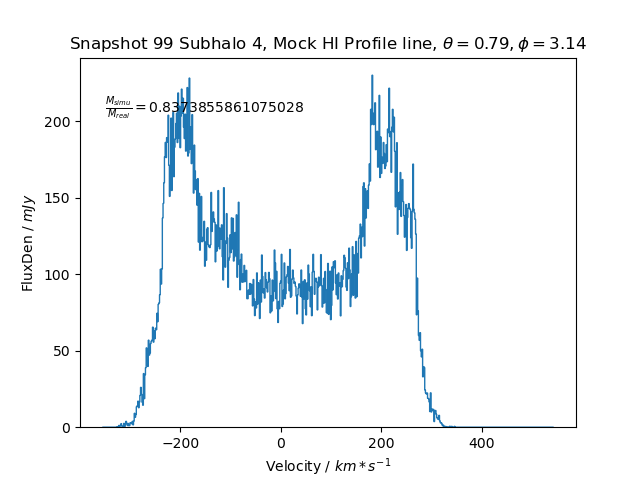 Snapshot 99 Subhalo 4, Mock HI Profile line, θ = 0.79, ϕ = 3.14
M_simu/M_real = 0.8373855861075028
FluxDen / mJy
200
150
100
50
0
−200 0 200 400
Velocity / km * s⁻¹